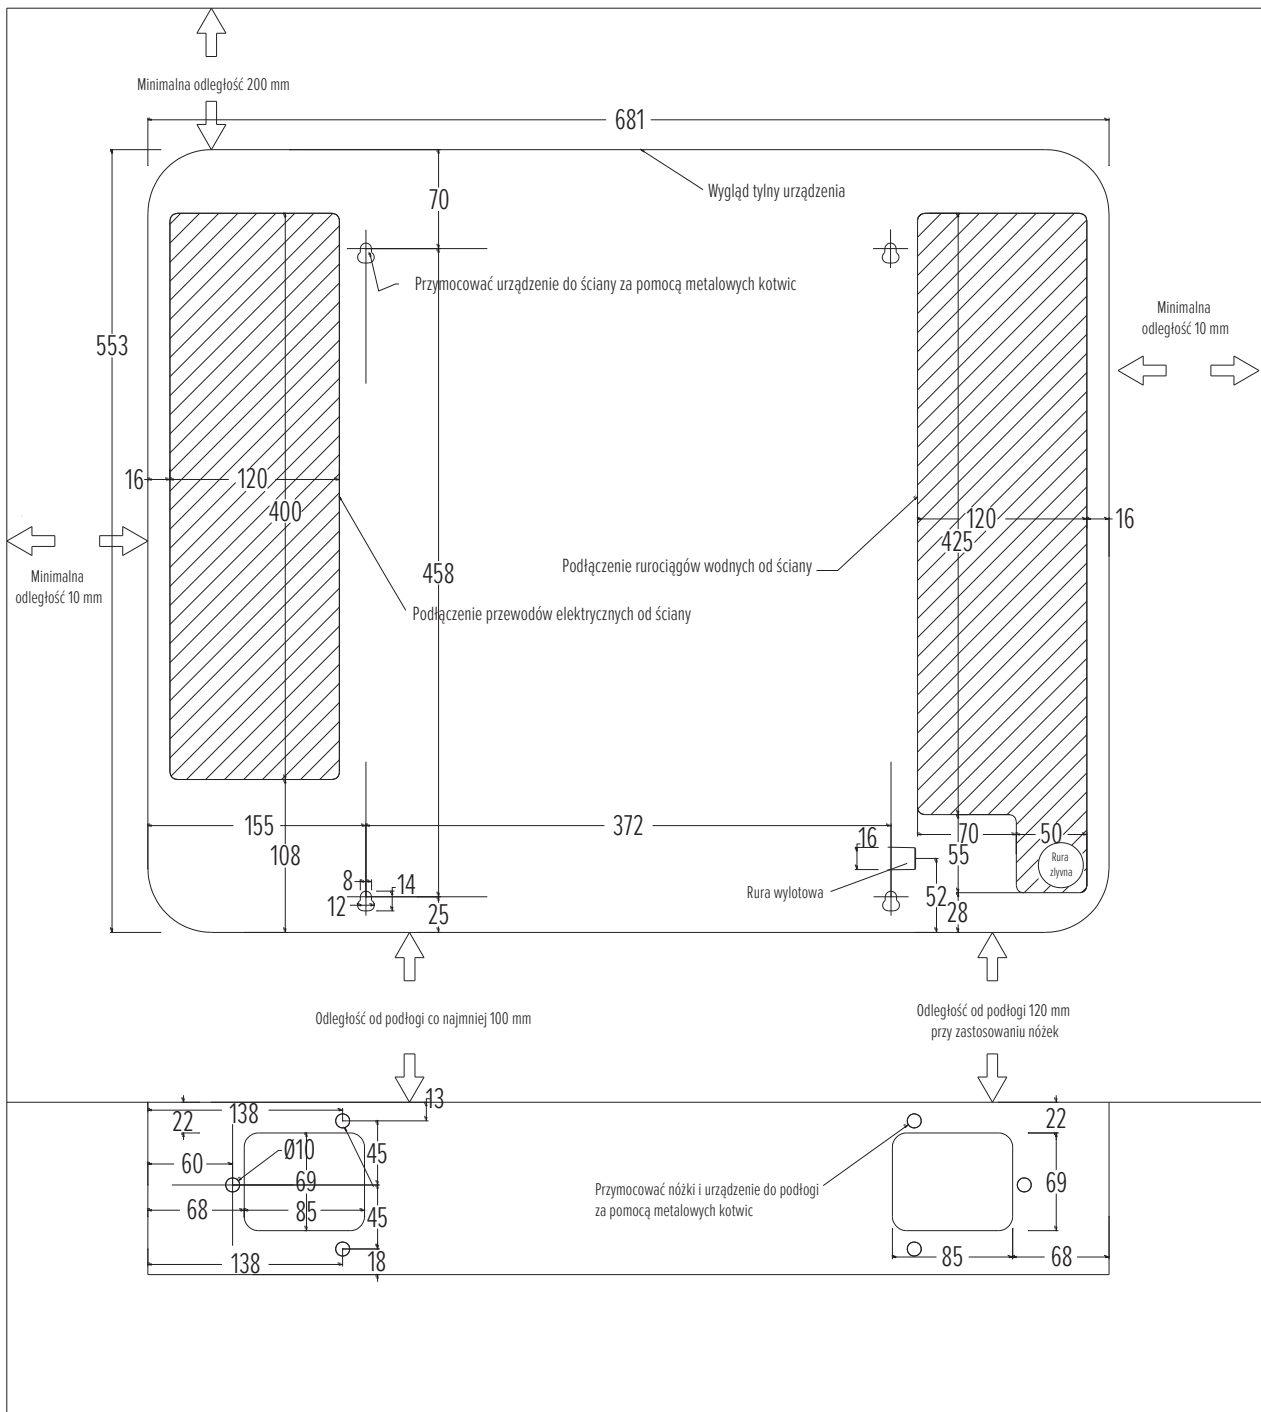 Minimalna odległość 200 mm
681
70
Wygląd tylny urządzenia
Przymocować urządzenie do ściany za pomocą metalowych kotwic
Minimalna
odległość 10 mm
553
16
120
400
120
16
425
Podłączenie rurociągów wodnych od ściany
458
Minimalna
odległość 10 mm
Podłączenie przewodów elektrycznych od ściany
155
372
16
70
50
108
55
Rura
zlyvna
8
14
Rura wylotowa
12
25
52
28
Odległość od podłogi co najmniej 100 mm
Odległość od podłogi 120 mm
przy zastosowaniu nóżek
13
138
22
22
Ø10
45
60
69
Przymocować nóżki i urządzenie do podłogi
za pomocą metalowych kotwic
69
68
85
45
138
18
85
68